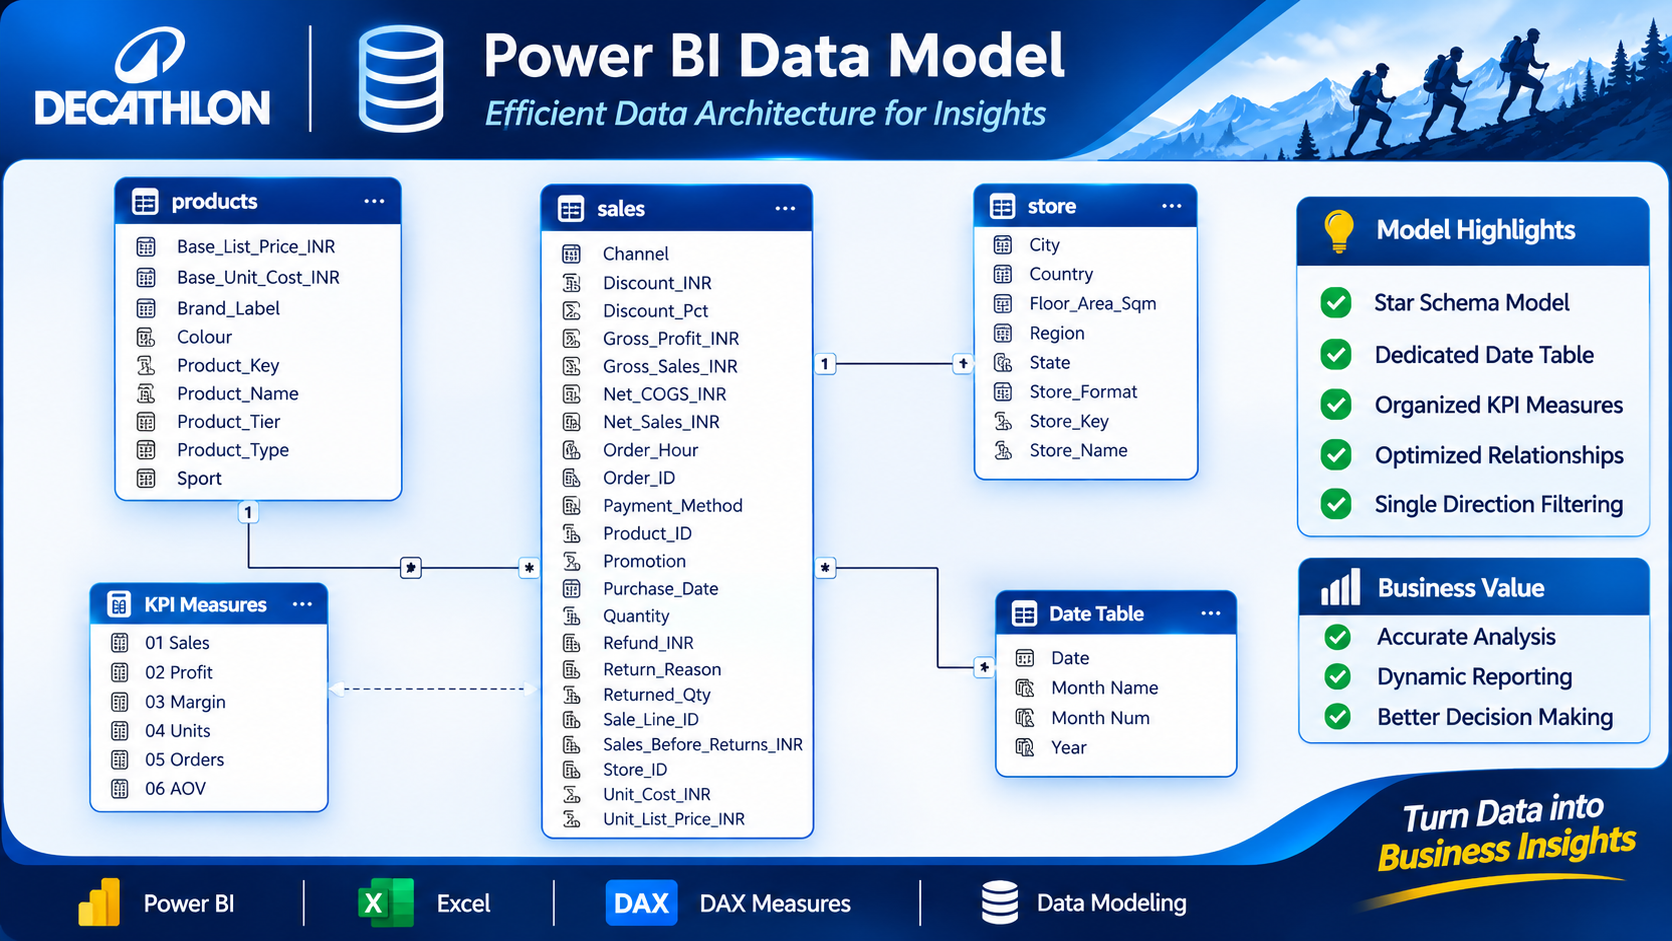 DECATHLON
Power BI Data Model
Efficient Data Architecture for Insights
products
Base_List_Price_INR
Base_Unit_Cost_INR
Brand_Label
Colour
Product_Key
Product_Name
Product_Tier
Product_Type
Sport
1
*
*
KPI Measures
01 Sales
02 Profit
03 Margin
04 Units
05 Orders
06 AOV
sales
Channel
Discount_INR
Discount_Pct
Gross_Profit_INR
Gross_Sales_INR
Net_COGS_INR
Net_Sales_INR
Order_Hour
Order_ID
Payment_Method
Product_ID
Promotion
Purchase_Date
Quantity
Refund_INR
Return_Reason
Returned_Qty
Sale_Line_ID
Sales_Before_Returns_INR
Store_ID
Unit_Cost_INR
Unit_List_Price_INR
1
*
*
*
store
City
Country
Floor_Area_Sqm
Region
State
Store_Format
Store_Key
Store_Name
Date Table
Date
Month Name
Month Num
Year
Model Highlights
Star Schema Model
Dedicated Date Table
Organized KPI Measures
Optimized Relationships
Single Direction Filtering
Business Value
Accurate Analysis
Dynamic Reporting
Better Decision Making
Turn Data into
Business Insights
Power BI
X
Excel
DAX
DAX Measures
Data Modeling